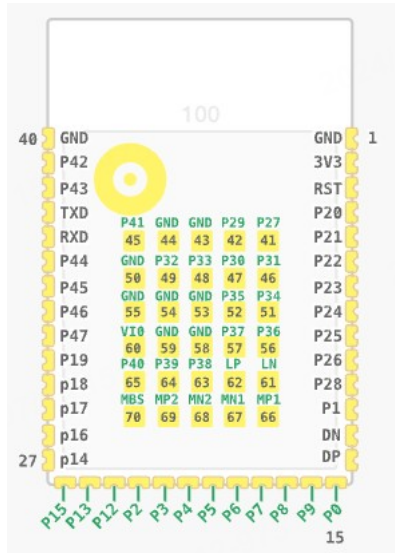 100
40 GND GND 1
P42 3V3
P43 RST
TXD P20
RXD P21
P44 P22
P45 P23
P46 P24
P47 P25
P19 P26
p18 P28
p17 P1
p16 DN
27 p14 DP
P41 GND GND P29 P27
45 44 43 42 41
GND P32 P33 P30 P31
50 49 48 47 46
GND GND GND P35 P34
55 54 53 52 51
VIO GND GND P37 P36
60 59 58 57 56
P40 P39 P38 LP LN
65 64 63 62 61
MBS MP2 MN2 MN1 MP1
70 69 68 67 66
P15 P13 P12 P2 P3 P4 P5 P6 P7 P8 P9 P0
15